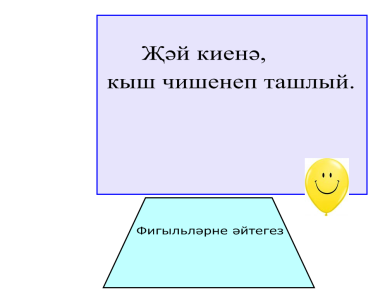 Җәй киенә,
кыш чишенеп ташлый.
Фигыльләрне әйтегез